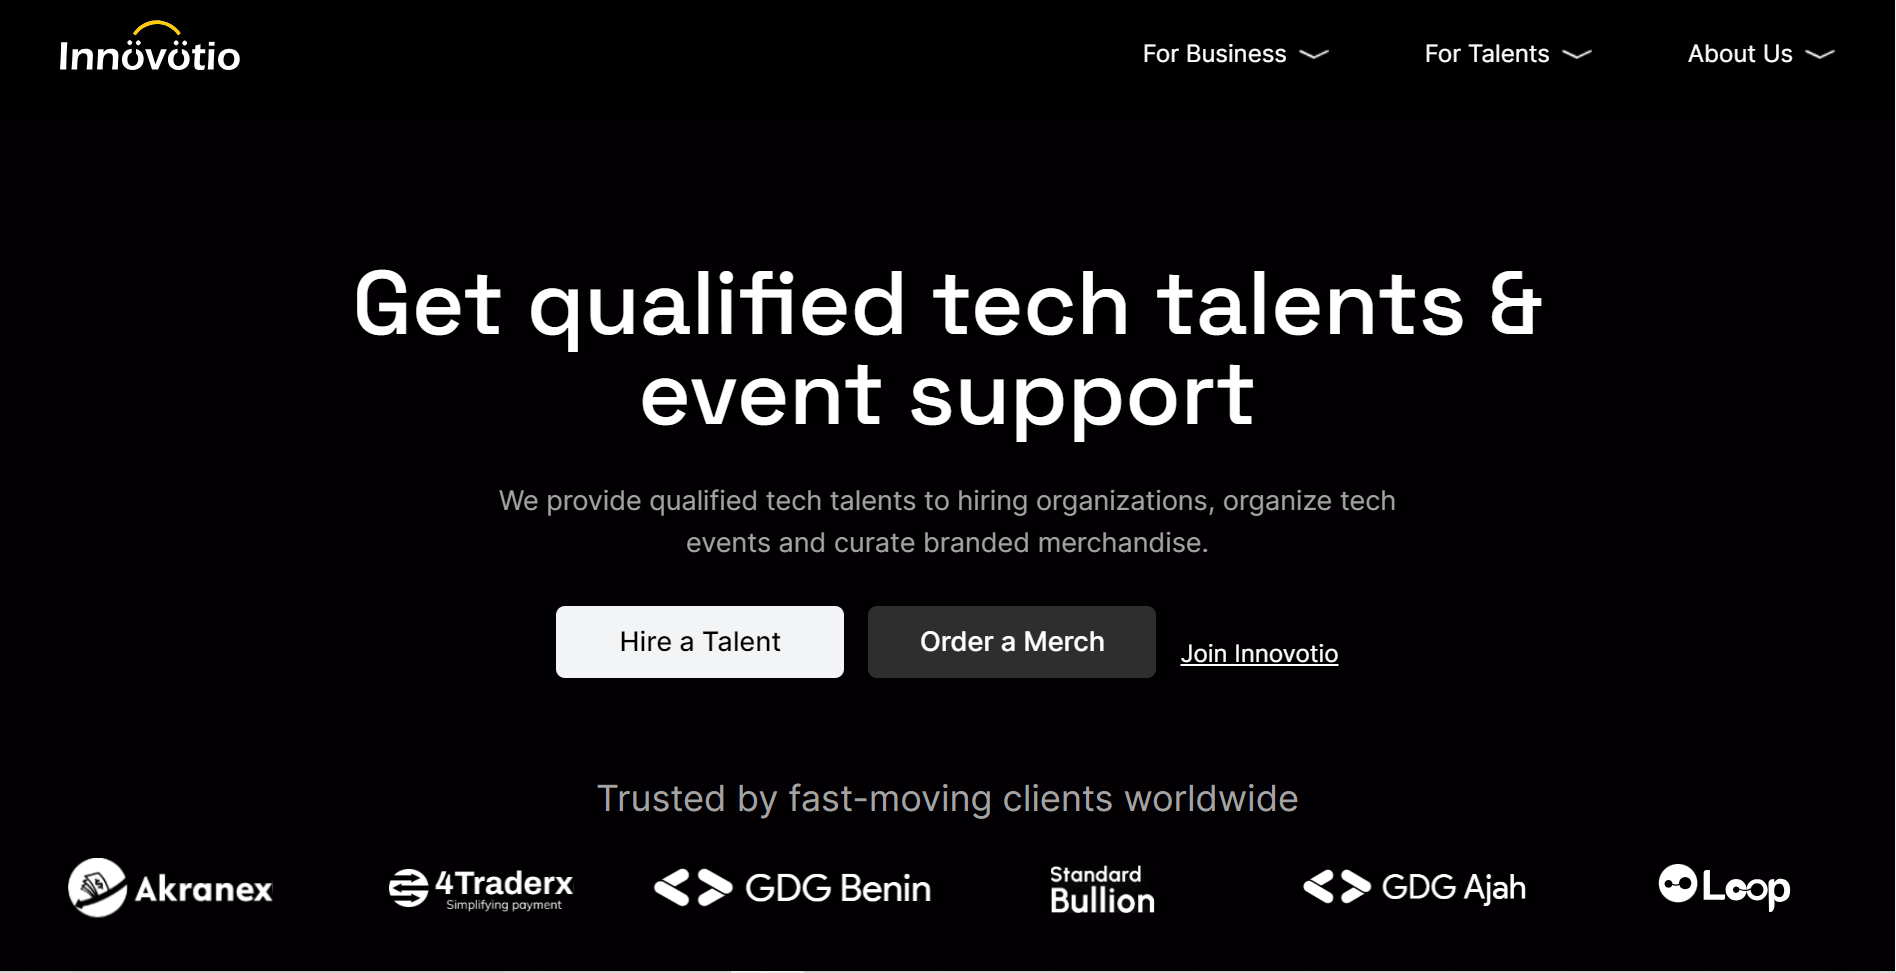 Innövötio
For Business
For Talents
About Us
Get qualified tech talents &
event support
We provide qualified tech talents to hiring organizations, organize tech
events and curate branded merchandise.
Hire a Talent
Order a Merch
Join Innovotio
Trusted by fast-moving clients worldwide
Akranex
4Traderx
Simplifying payment
GDG Benin
Standard
Bullion
GDG Ajah
Loop